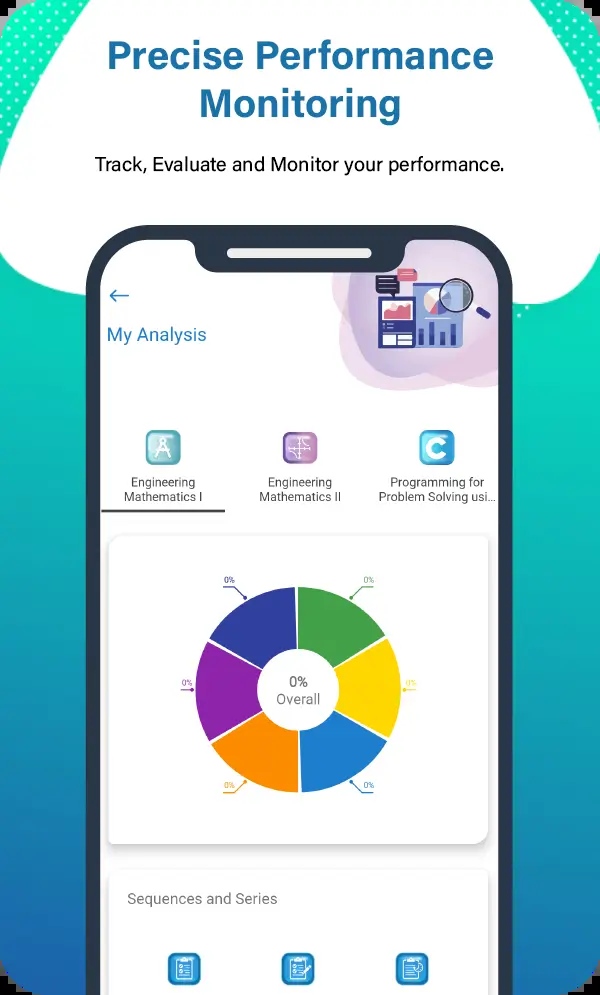 Precise Performance
Monitoring
Track, Evaluate and Monitor your performance.
My Analysis
Engineering
Mathematics I
Engineering
Mathematics II
Programming for
Problem Solving usi...
0%
0%
0%
0%
0%
Overall
0%
0%
Sequences and Series